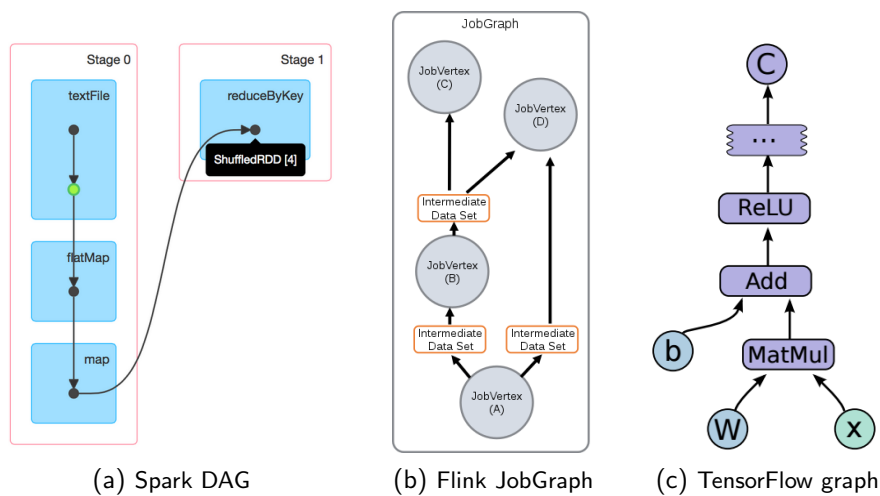 Stage 0
textFile
flatMap
map
Stage 1
reduceByKey
ShuffledRDD [4]
(a) Spark DAG
JobGraph
JobVertex
(C)
JobVertex
(D)
Intermediate
Data Set
JobVertex
(B)
Intermediate
Data Set
Intermediate
Data Set
JobVertex
(A)
(b) Flink JobGraph
C
...
ReLU
Add
b
MatMul
W
x
(c) TensorFlow graph